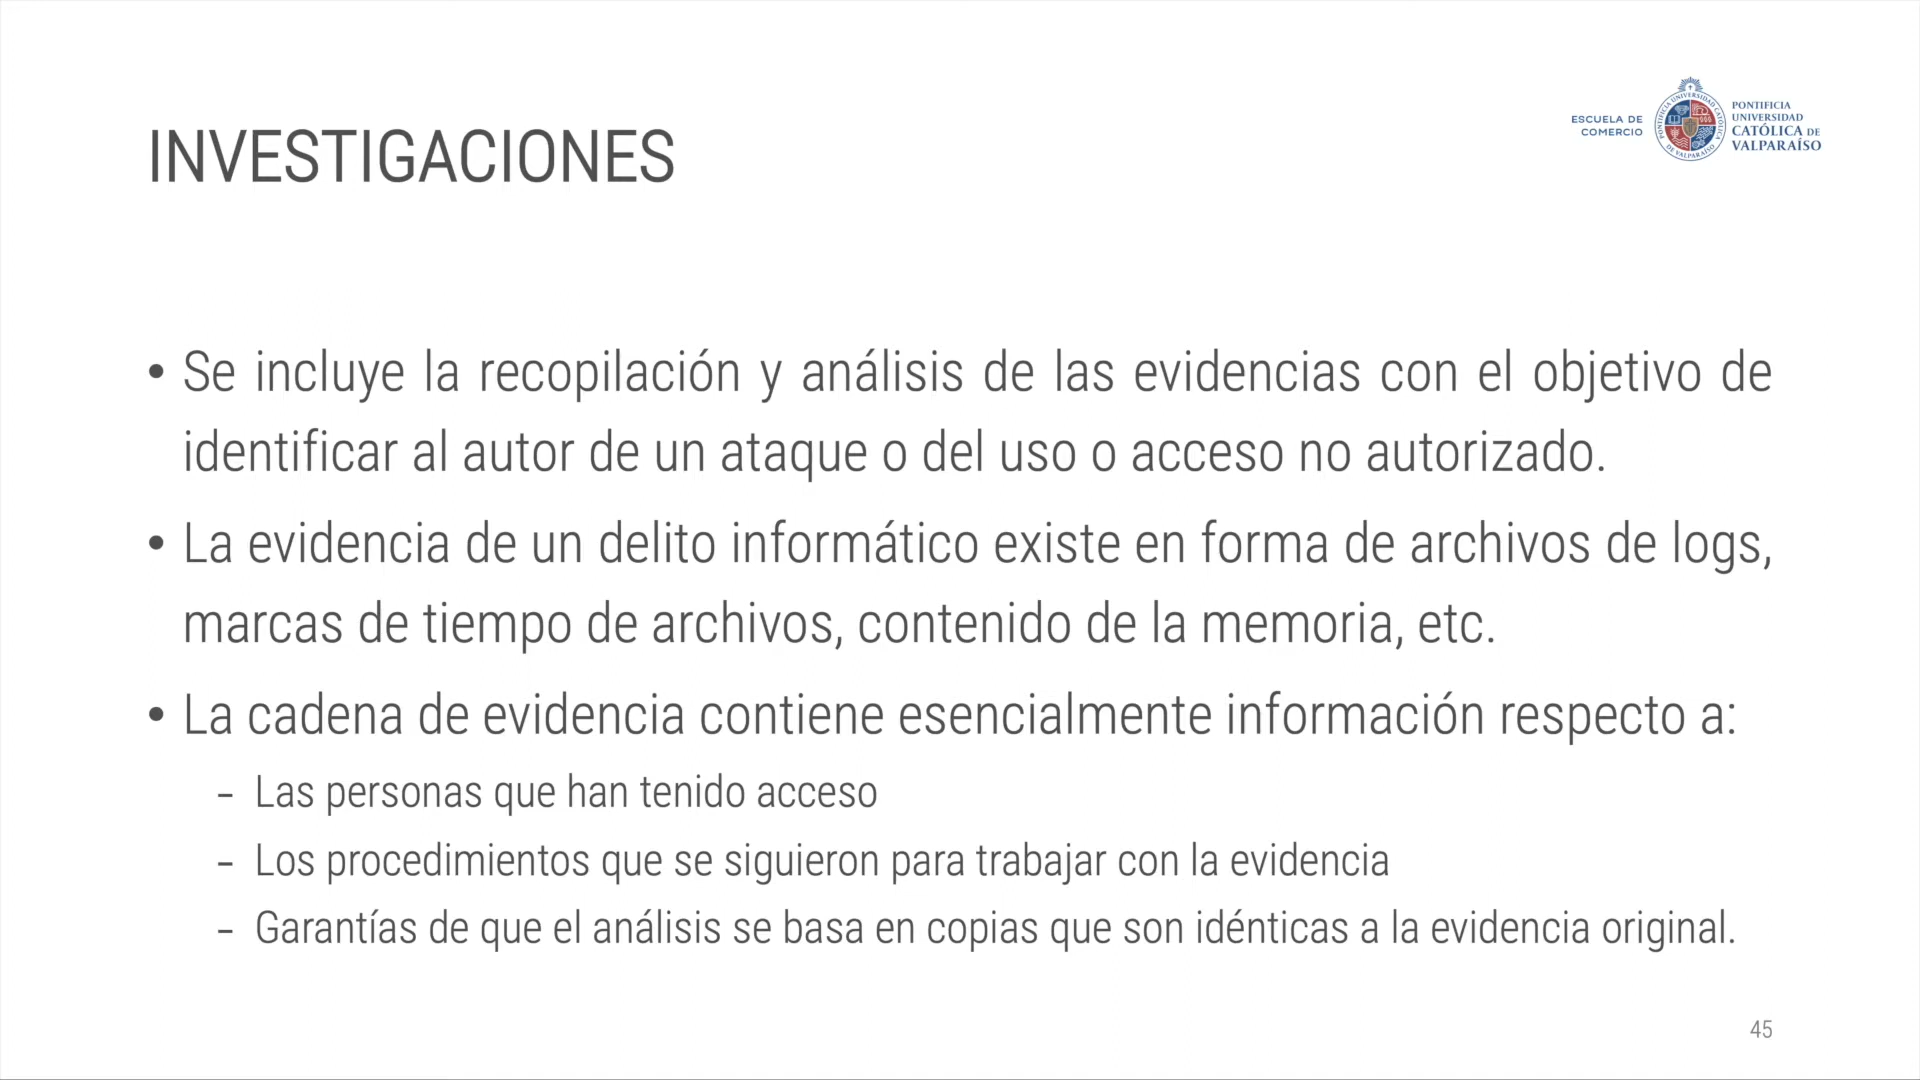 INVESTIGACIONES
ESCUELA DE
COMERCIO
PONTIFICIA
UNIVERSIDAD
CATÓLICA DE
VALPARAÍSO
• Se incluye la recopilación y análisis de las evidencias con el objetivo de
identificar al autor de un ataque o del uso o acceso no autorizado.
• La evidencia de un delito informático existe en forma de archivos de logs,
marcas de tiempo de archivos, contenido de la memoria, etc.
• La cadena de evidencia contiene esencialmente información respecto a:
- Las personas que han tenido acceso
- Los procedimientos que se siguieron para trabajar con la evidencia
- Garantías de que el análisis se basa en copias que son idénticas a la evidencia original.
45